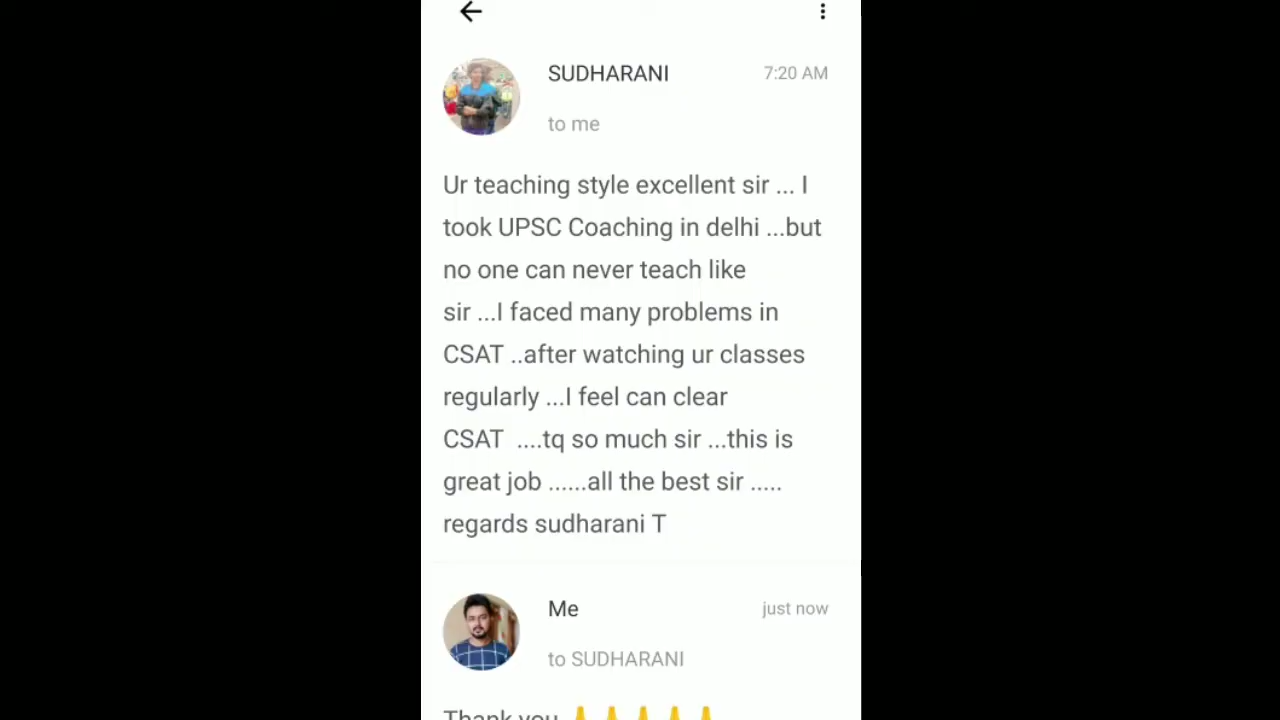 SUDHARANI 7:20 AM
to me
Ur teaching style excellent sir ... I
took UPSC Coaching in delhi ...but
no one can never teach like
sir ...I faced many problems in
CSAT ..after watching ur classes
regularly ...I feel can clear
CSAT ....tq so much sir ...this is
great job ......all the best sir .....
regards sudharani T
Me just now
to SUDHARANI
Thank you